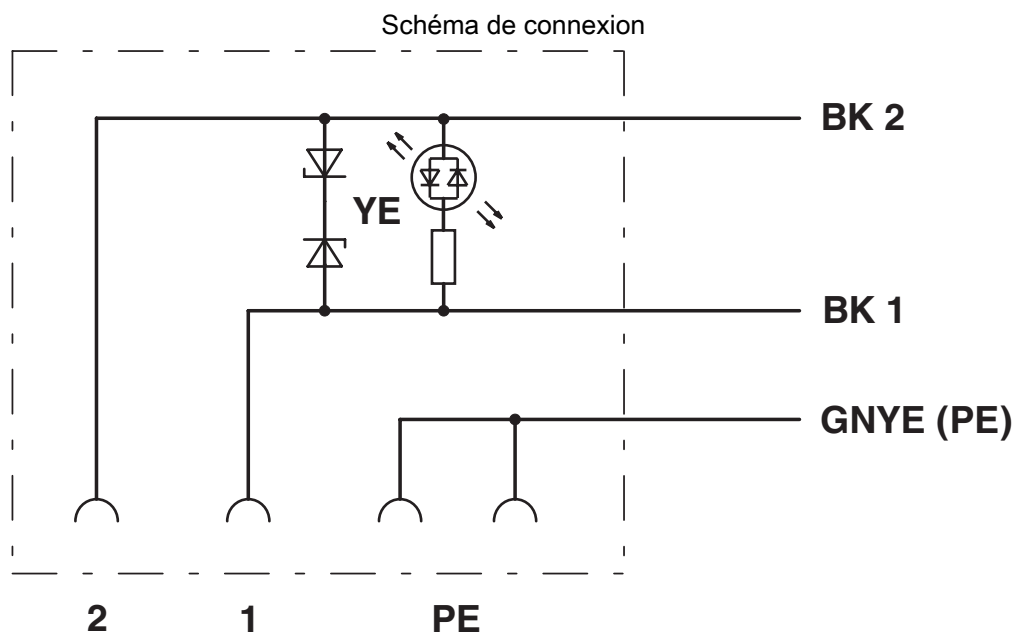 Schéma de connexion
BK 2
YE
BK 1
GNYE (PE)
2 1 PE